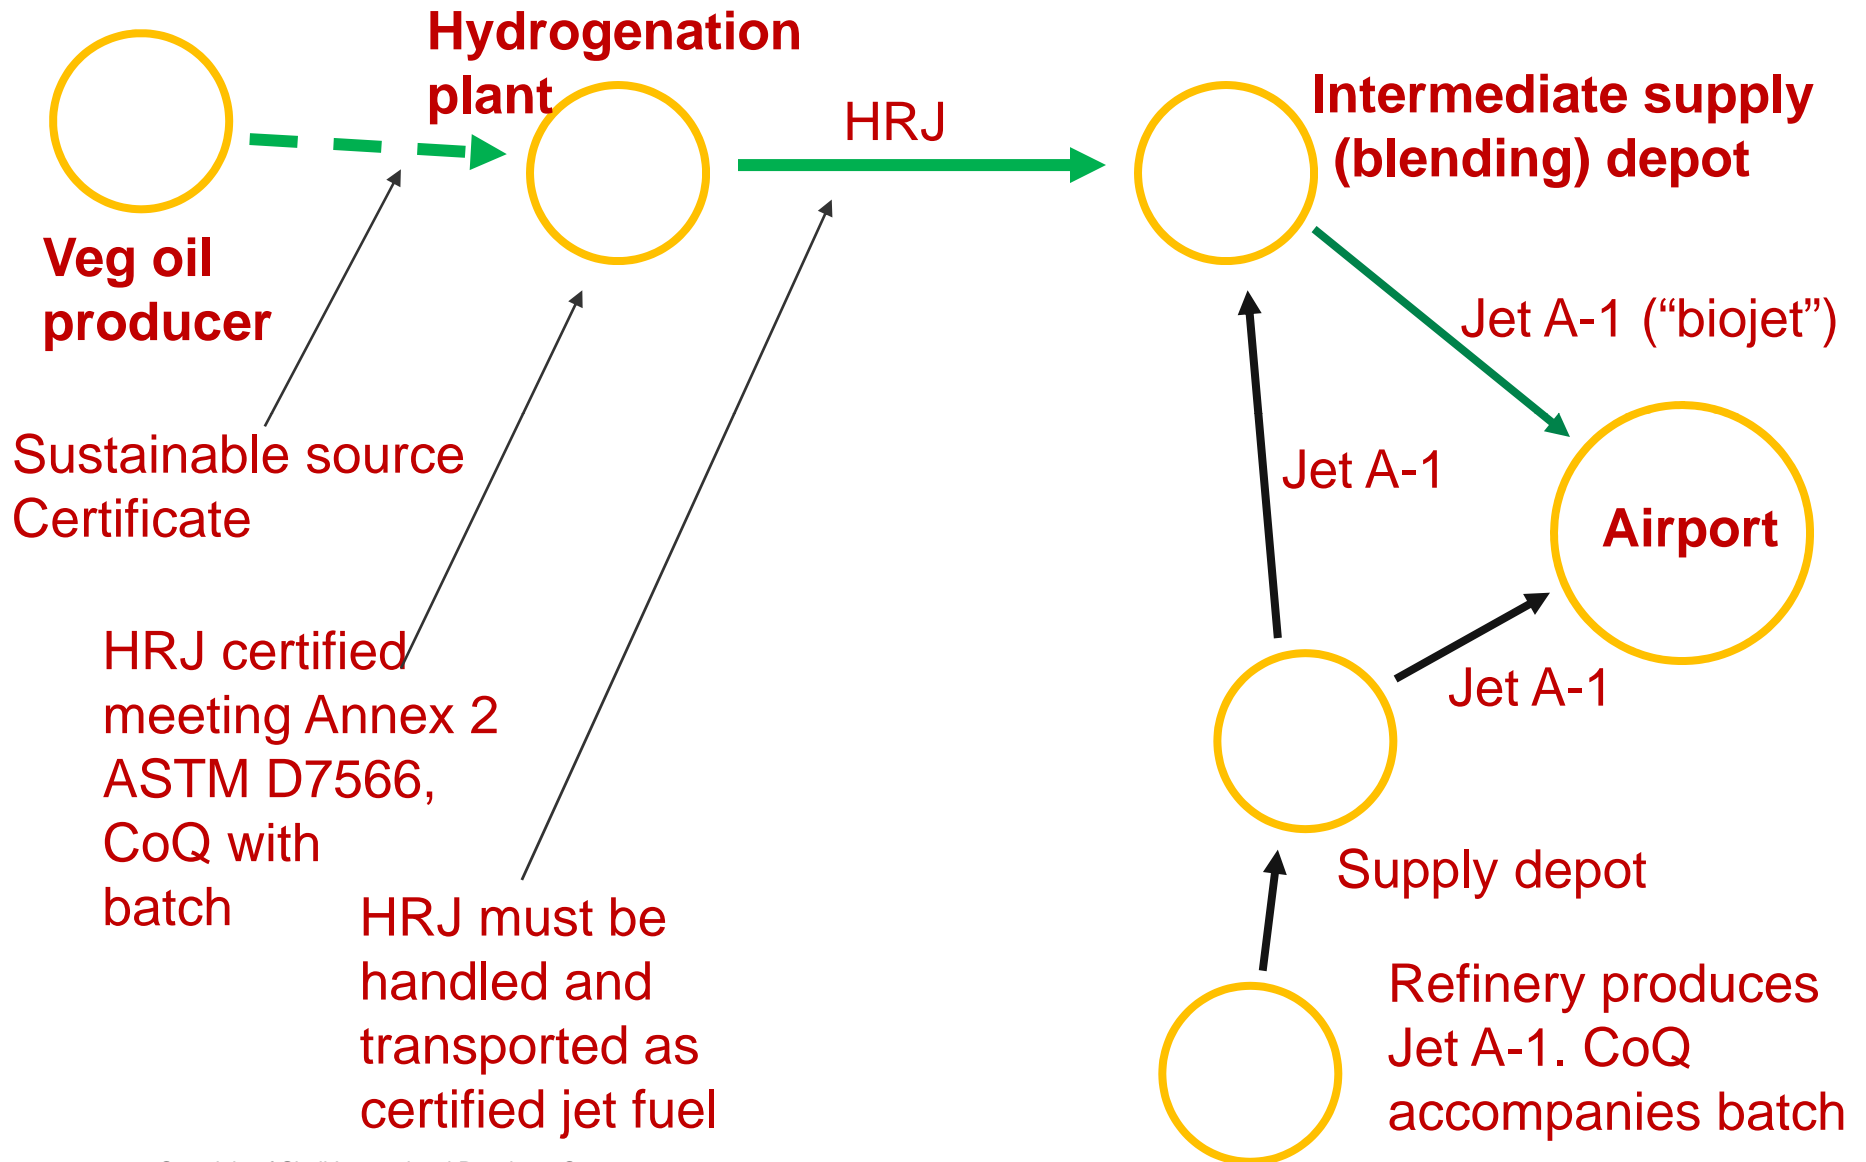 Hydrogenation
plant
HRJ
Intermediate supply
(blending) depot
Veg oil
producer
Jet A-1 (“biojet”)
Sustainable source
Certificate
Jet A-1
Airport
HRJ certified
meeting Annex 2
ASTM D7566,
CoQ with
batch
Jet A-1
Supply depot
HRJ must be
handled and
transported as
certified jet fuel
Refinery produces
Jet A-1. CoQ
accompanies batch